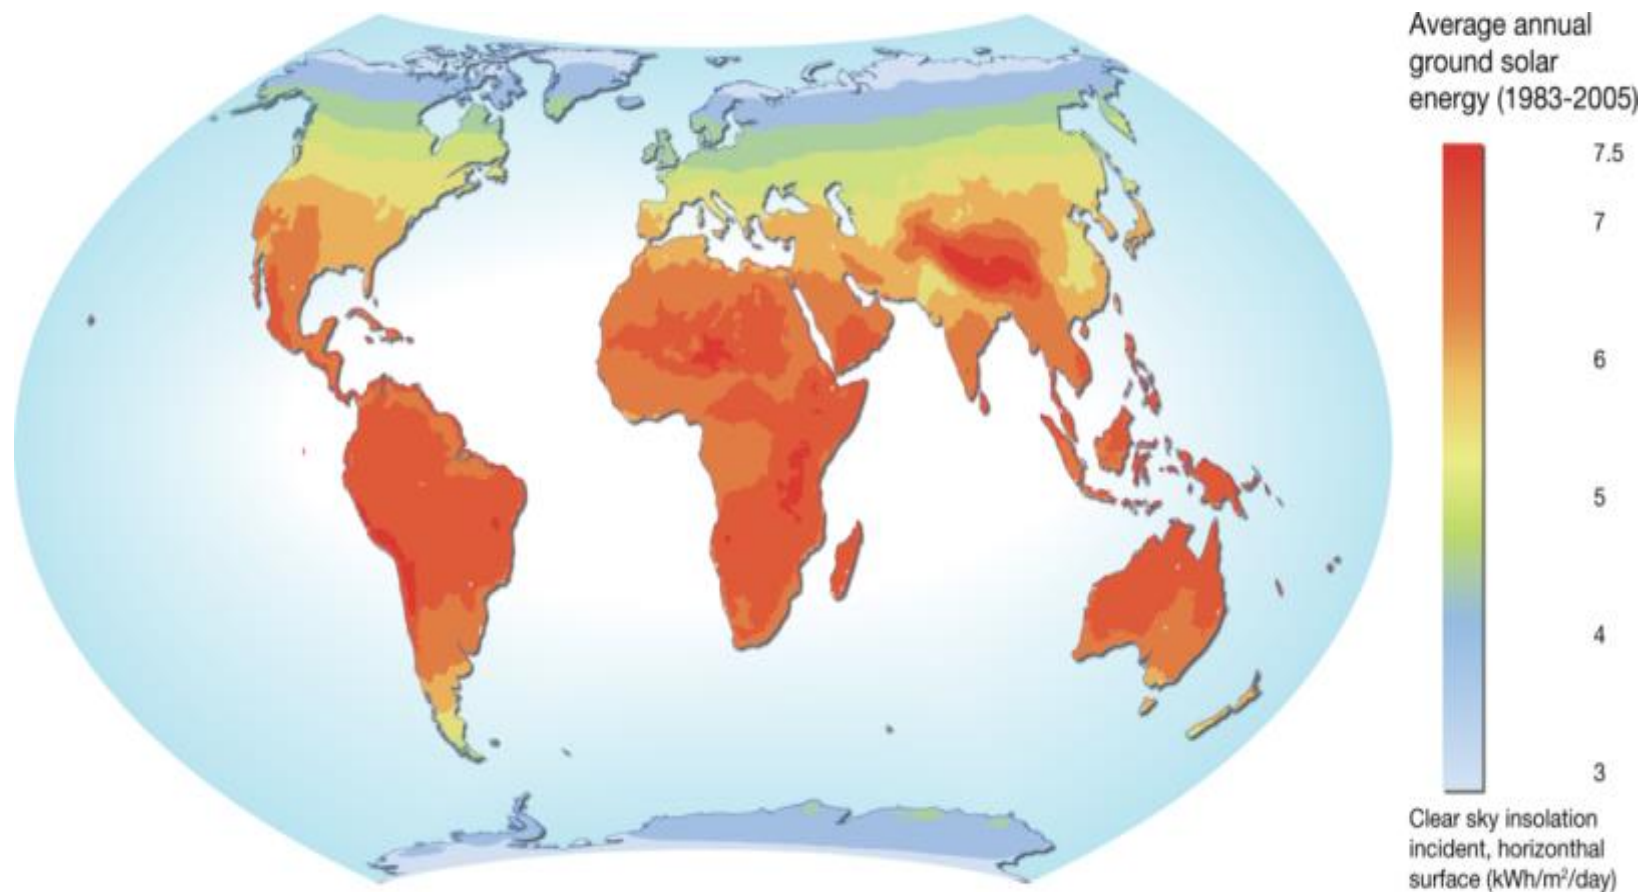 Average annual
ground solar
energy (1983-2005)
7.5
7
6
5
4
3
Clear sky insolation
incident, horizonthal
surface (kWh/m²/day)